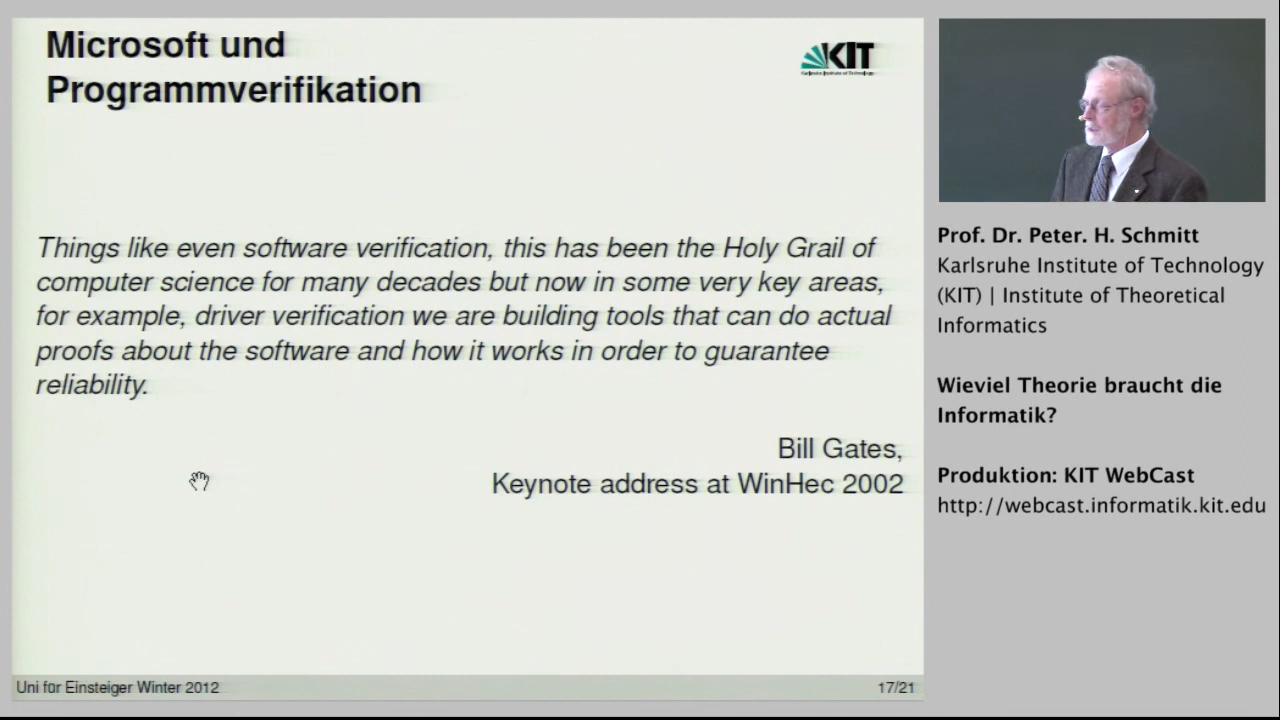 Microsoft und
Programmverifikation
KIT
Karlsruhe Institute of Technology
Things like even software verification, this has been the Holy Grail of
computer science for many decades but now in some very key areas,
for example, driver verification we are building tools that can do actual
proofs about the software and how it works in order to guarantee
reliability.
Bill Gates,
Keynote address at WinHec 2002
Uni für Einsteiger Winter 2012
17/21
Prof. Dr. Peter. H. Schmitt
Karlsruhe Institute of Technology
(KIT) | Institute of Theoretical
Informatics
Wieviel Theorie braucht die
Informatik?
Produktion: KIT WebCast
http://webcast.informatik.kit.edu